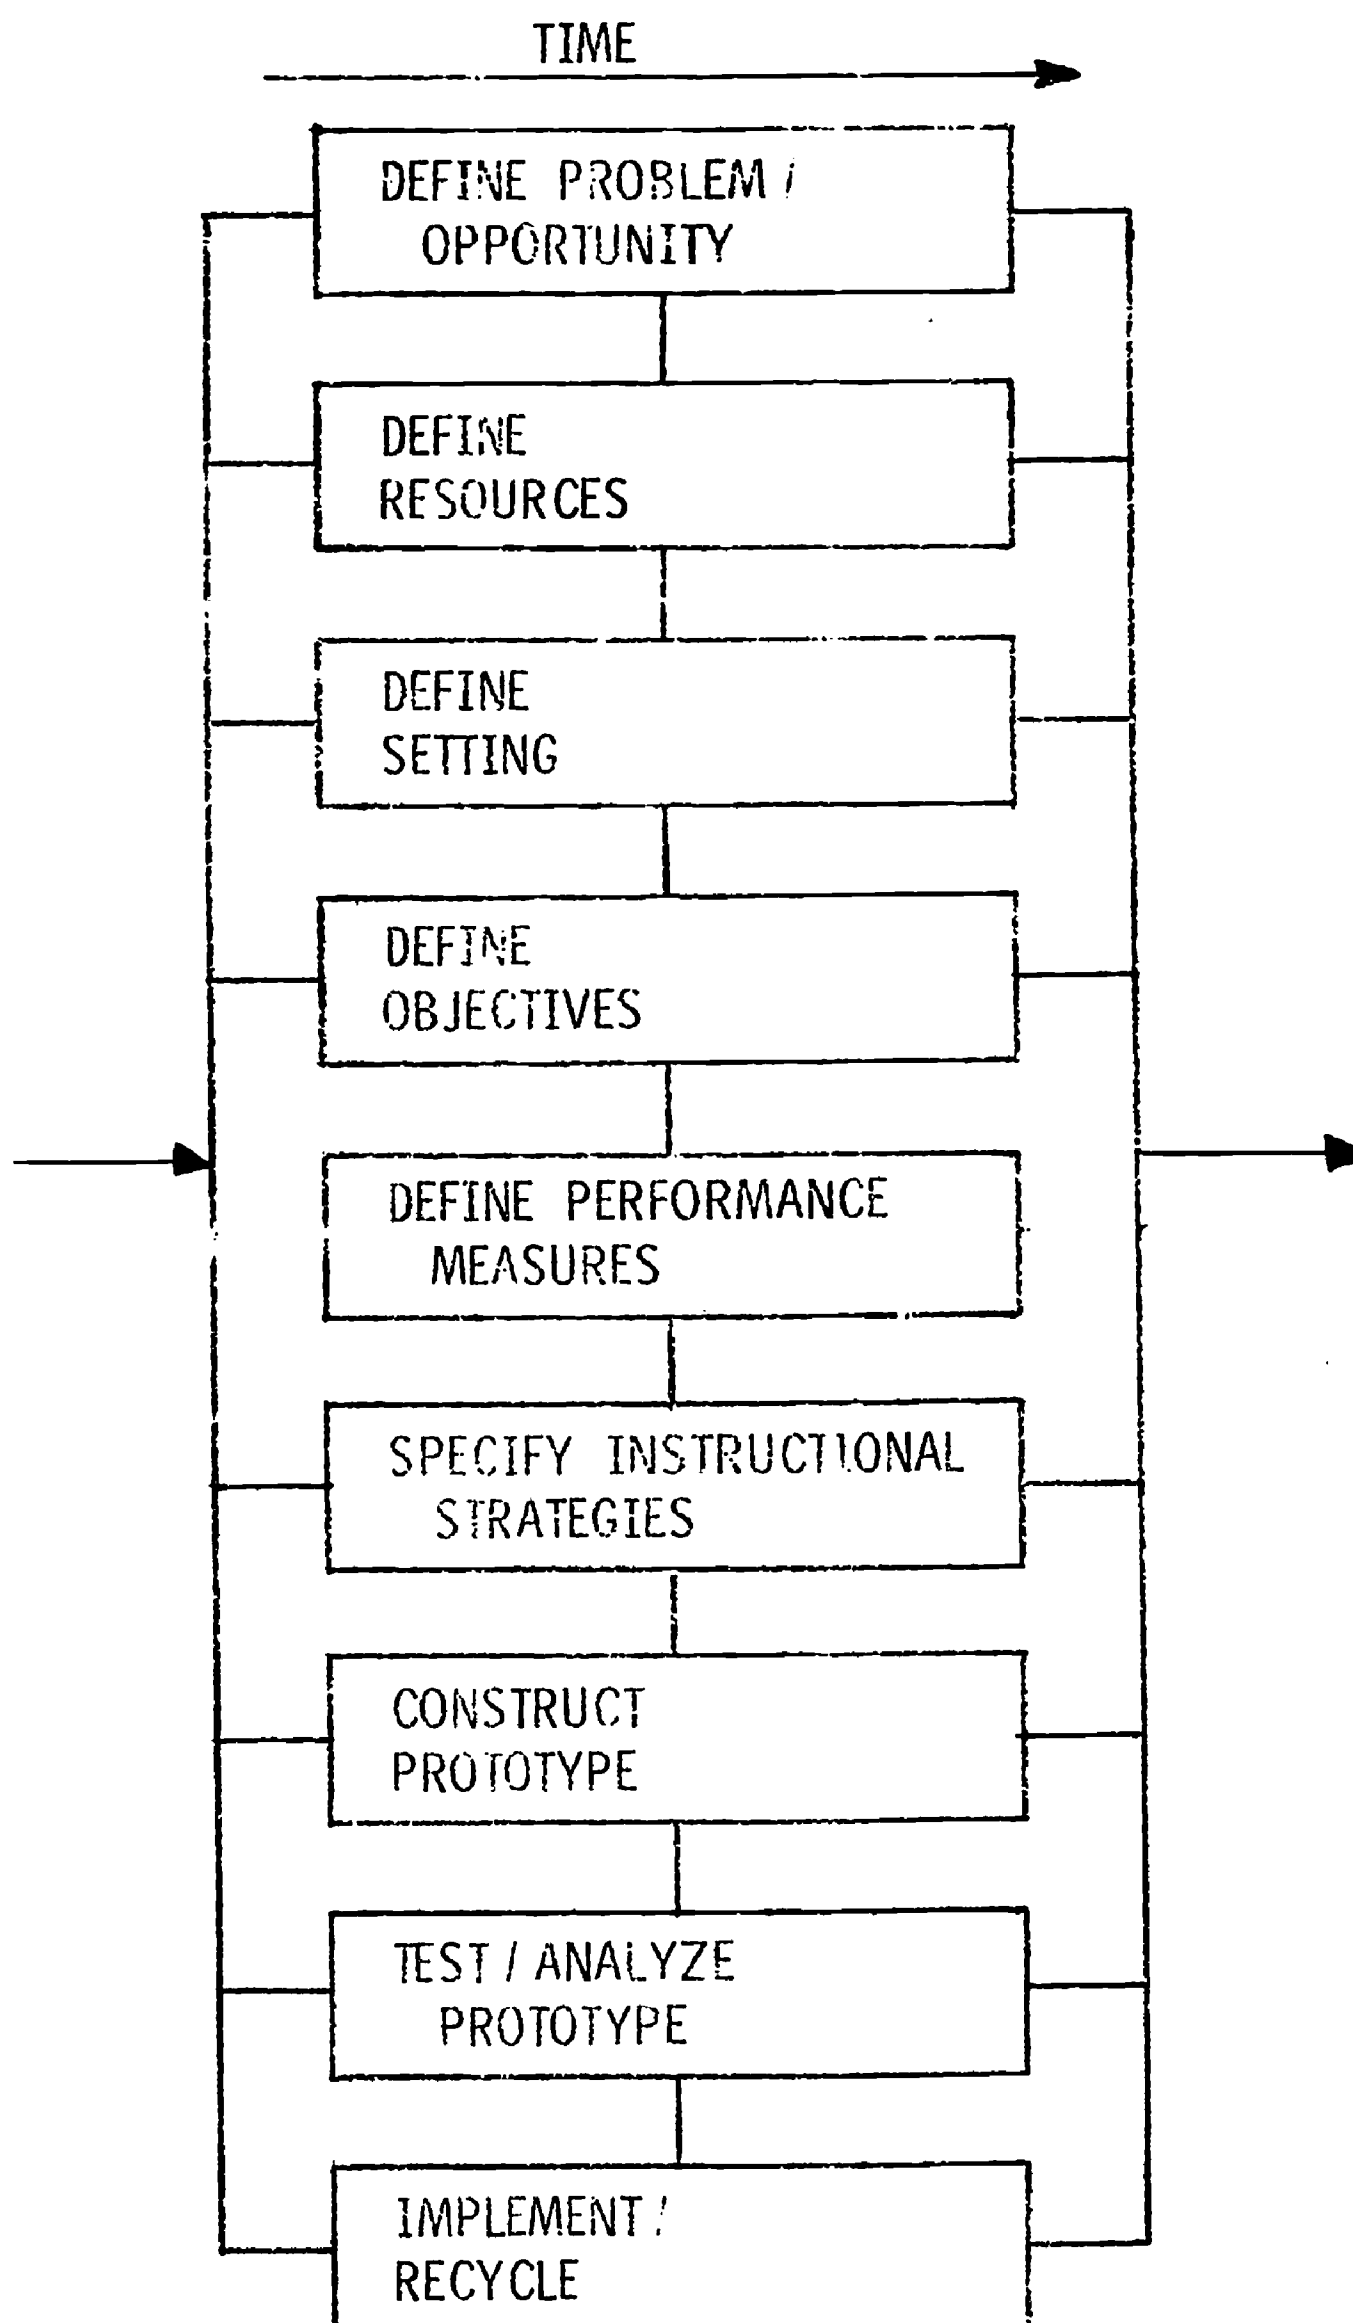 TIME
DEFINE PROBLEM /
OPPORTUNITY
DEFINE
RESOURCES
DEFINE
SETTING
DEFINE
OBJECTIVES
DEFINE PERFORMANCE
MEASURES
SPECIFY INSTRUCTIONAL
STRATEGIES
CONSTRUCT
PROTOTYPE
TEST / ANALYZE
PROTOTYPE
IMPLEMENT /
RECYCLE